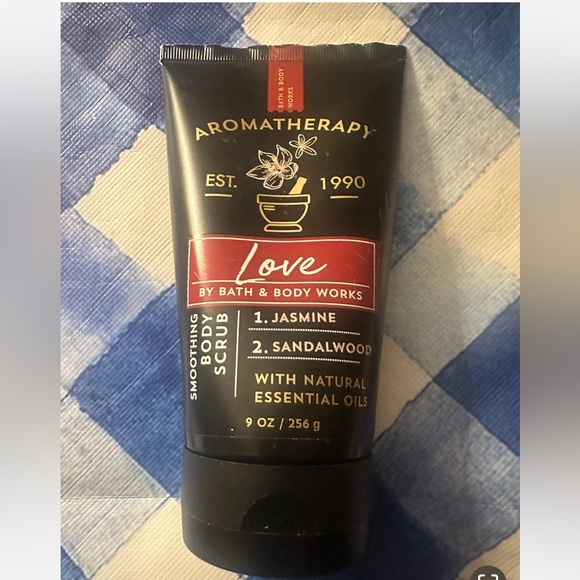 BATH & BODY
WORKS
AROMATHERAPY
EST. 1990
Love
BY BATH & BODY WORKS
SMOOTHING
BODY
SCRUB
1. JASMINE
2. SANDALWOOD
WITH NATURAL
ESSENTIAL OILS
9 OZ / 256 g